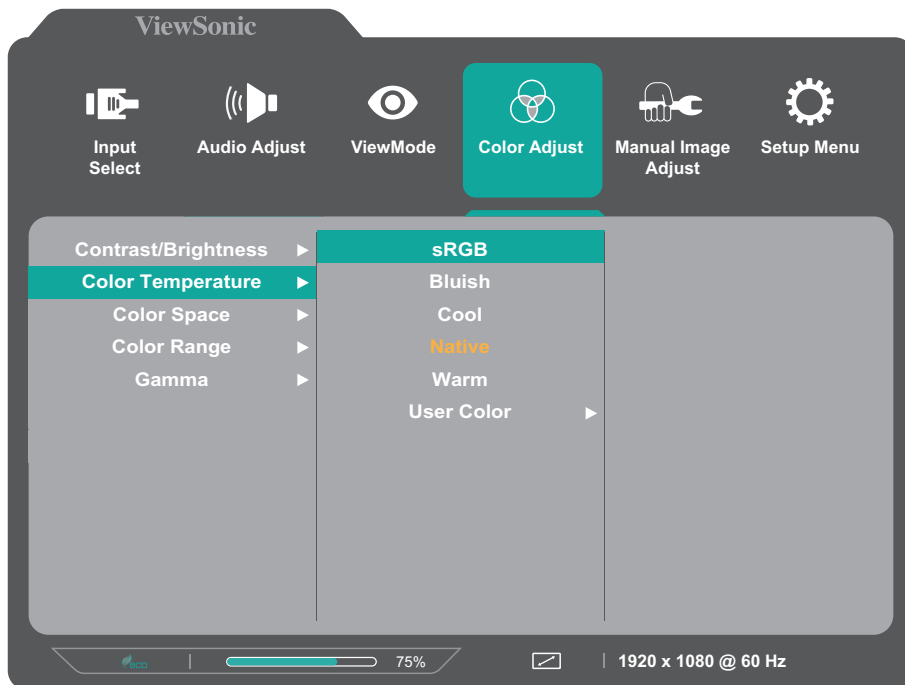 ViewSonic
Input
Select
Audio Adjust
ViewMode
Color Adjust
Manual Image
Adjust
Setup Menu
Contrast/Brightness
Color Temperature
Color Space
Color Range
Gamma
sRGB
Bluish
Cool
Native
Warm
User Color
ECO
75%
1920 x 1080 @ 60 Hz